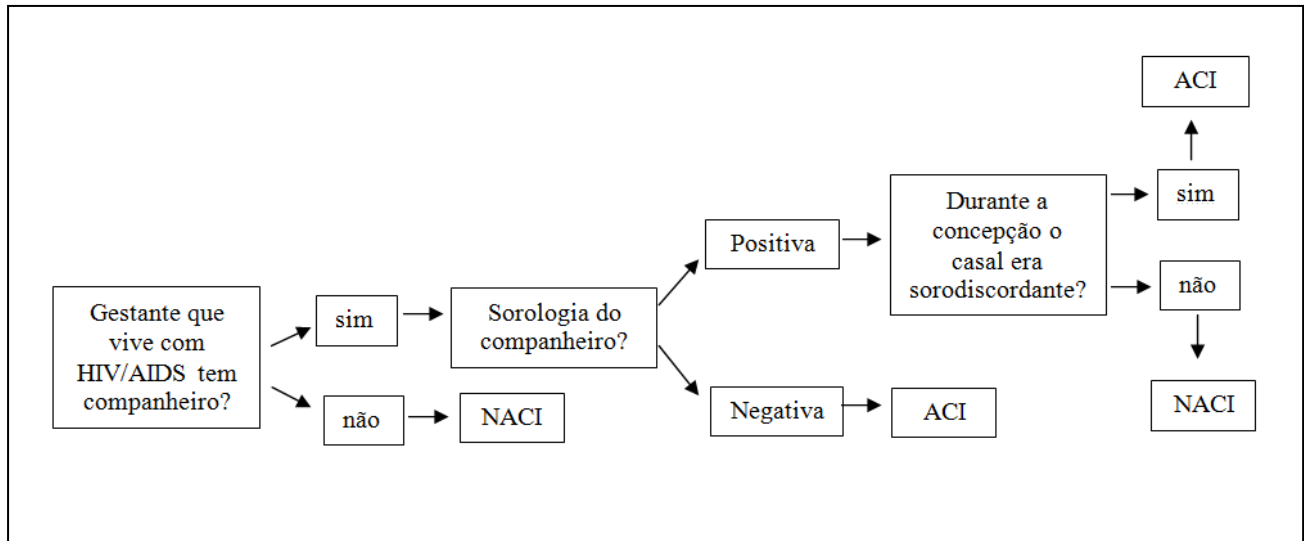 Gestante que
vive com
HIV/AIDS tem
companheiro?
sim
não
NACI
Sorologia do
companheiro?
Positiva
Negativa
ACI
Durante a
concepção o
casal era
sorodiscordante?
sim
ACI
não
NACI